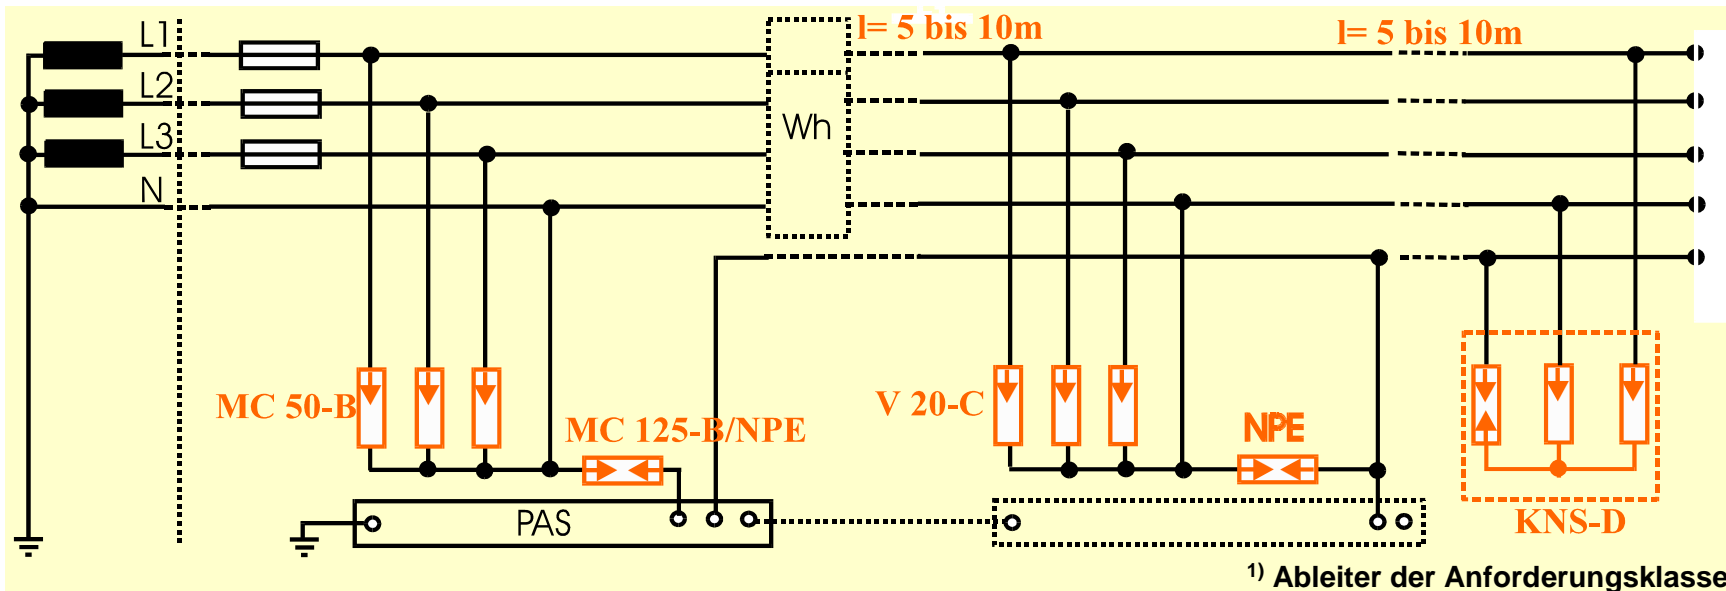 L1
L2
L3
N
Wh
l= 5 bis 10m
l= 5 bis 10m
MC 50-B
MC 125-B/NPE
V 20-C
NPE
KNS-D
PAS
1) Ableiter der Anforderungsklasse